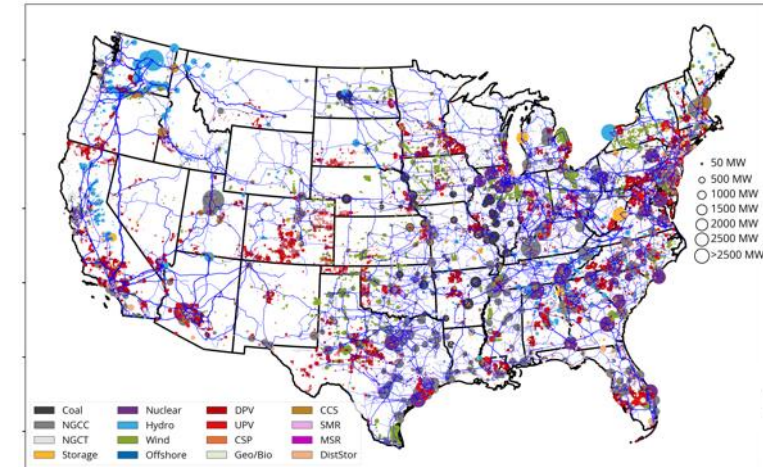 50 MW
500 MW
1000 MW
1500 MW
2000 MW
2500 MW
>2500 MW
Coal Nuclear DPV CCS
NGCC Hydro UPV SMR
NGCT Wind CSP MSR
Storage Offshore Geo/Bio DistStor